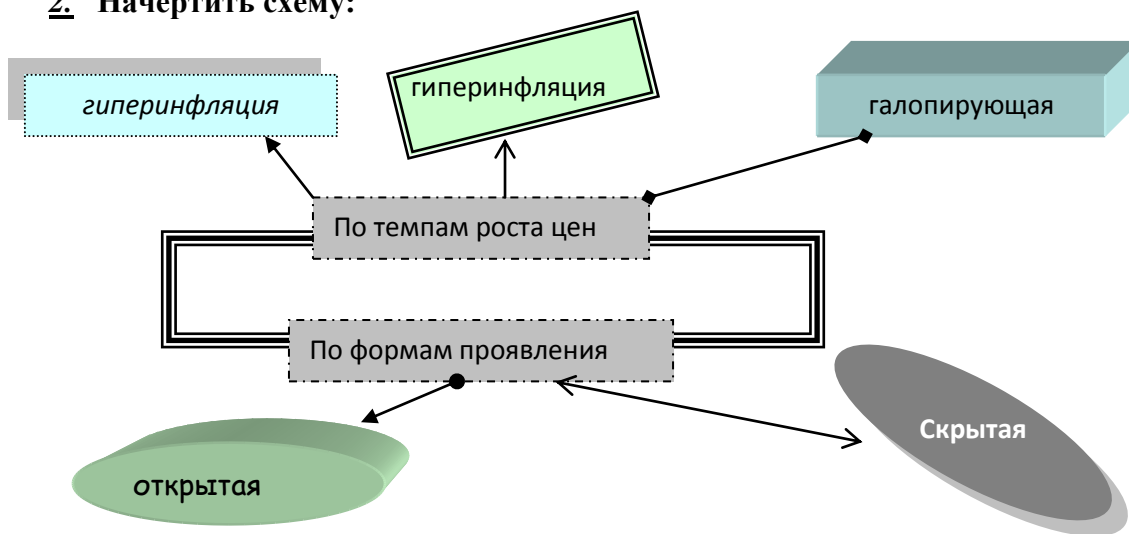 2. Начертить схему:
гиперинфляция
гиперинфляция
галопирующая
По темпам роста цен
По формам проявления
Скрытая
открытая